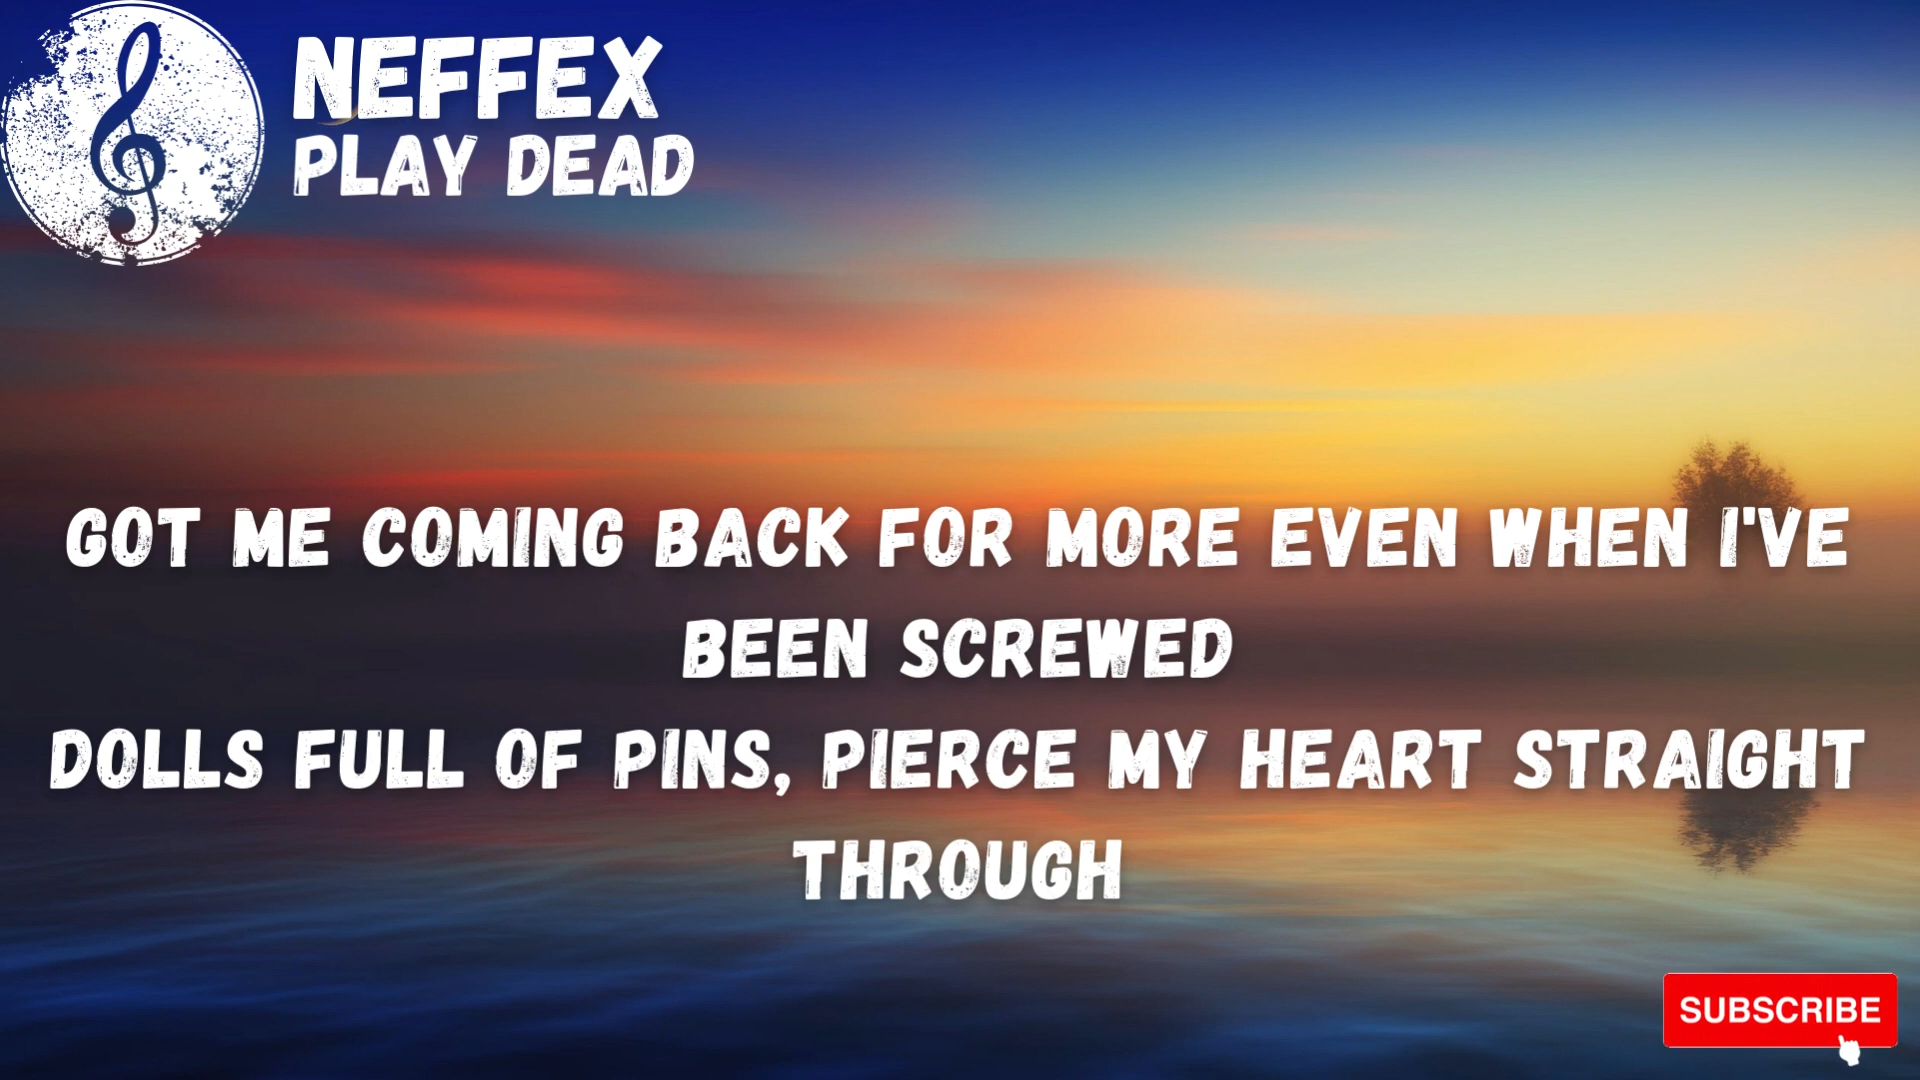 NEFFEX
PLAY DEAD
GOT ME COMING BACK FOR MORE EVEN WHEN I'VE
BEEN SCREWED
DOLLS FULL OF PINS, PIERCE MY HEART STRAIGHT
THROUGH
SUBSCRIBE